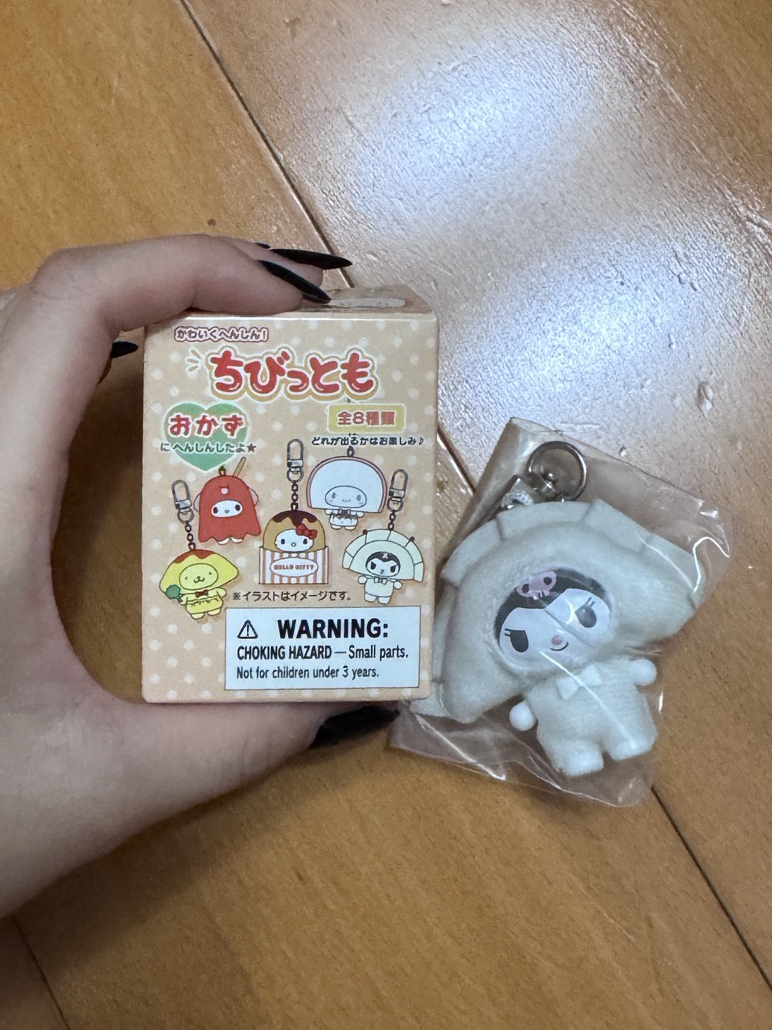 かわいくへんしん！
ちびっとも
おかず
にへんしんしたよ★
全8種類
どれが出るかはお楽しみ♪
HELLO KITTY
※イラストはイメージです。
⚠ WARNING:
CHOKING HAZARD — Small parts.
Not for children under 3 years.